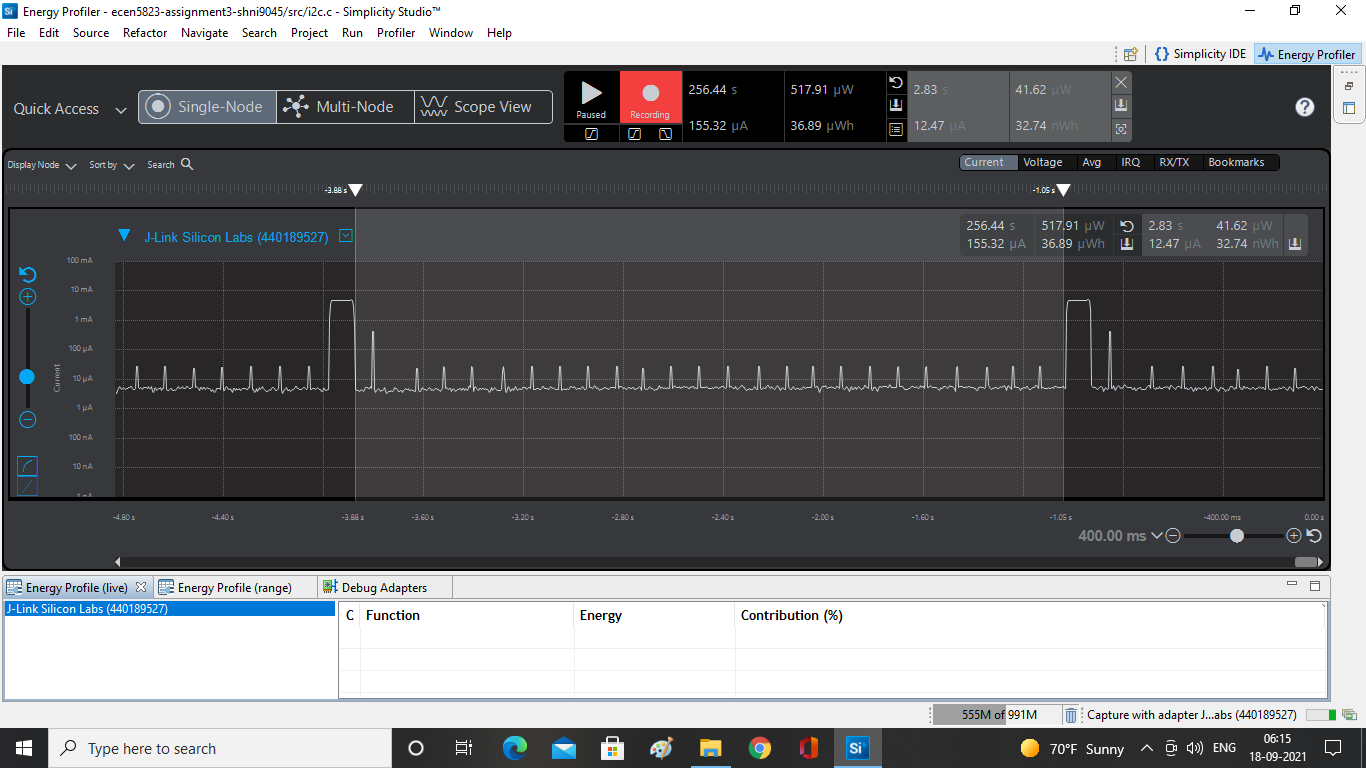 Energy Profiler - ecen5823-assignment3-shni9045/src/i2c.c - Simplicity Studio™
File Edit Source Refactor Navigate Search Project Run Profiler Window Help
Simplicity IDE Energy Profiler
Quick Access Single-Node Multi-Node Scope View
Paused Recording
256.44 s 517.91 µW 2.83 s 41.62 µW
155.32 µA 36.89 µWh 12.47 µA 32.74 nWh
Display Node Sort by Search
Current Voltage Avg IRQ RX/TX Bookmarks
-3.88 s -1.05 s
J-Link Silicon Labs (440189527)
256.44 s 517.91 µW 2.83 s 41.62 µW
155.32 µA 36.89 µWh 12.47 µA 32.74 nWh
100 mA
10 mA
1 mA
100 µA
10 µA
1 µA
100 nA
10 nA
1 nA
Current
-4.80 s -4.40 s -3.88 s -3.60 s -3.20 s -2.80 s -2.40 s -2.00 s -1.60 s -1.05 s -400.00 ms 0.00 s
400.00 ms
Energy Profile (live) Energy Profile (range) Debug Adapters
J-Link Silicon Labs (440189527)
C Function Energy Contribution (%)
555M of 991M Capture with adapter J...abs (440189527)
Type here to search
Si
70°F Sunny ENG
06:15
18-09-2021